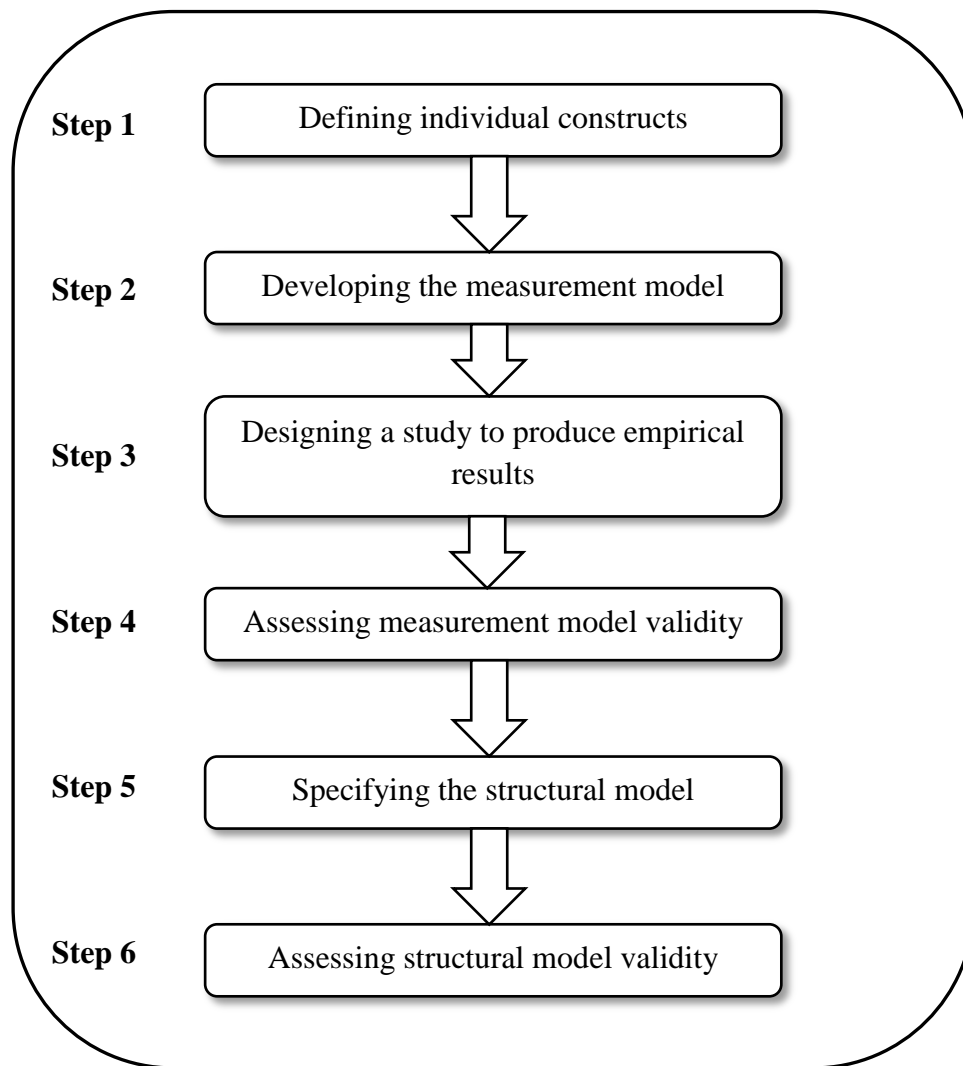 Step 1
Defining individual constructs
Step 2
Developing the measurement model
Step 3
Designing a study to produce empirical
results
Step 4
Assessing measurement model validity
Step 5
Specifying the structural model
Step 6
Assessing structural model validity